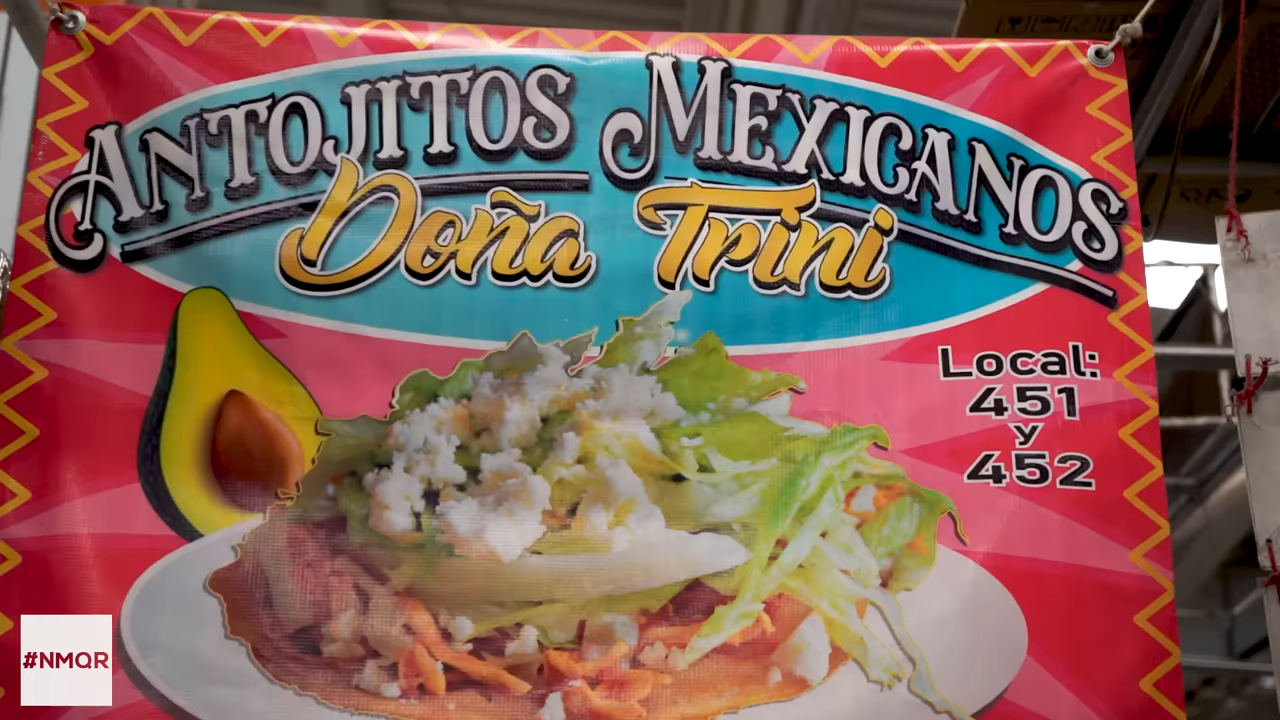 ANTOJITOS MEXICANOS
Doña Trini
Local:
451
y
452
#NMQR